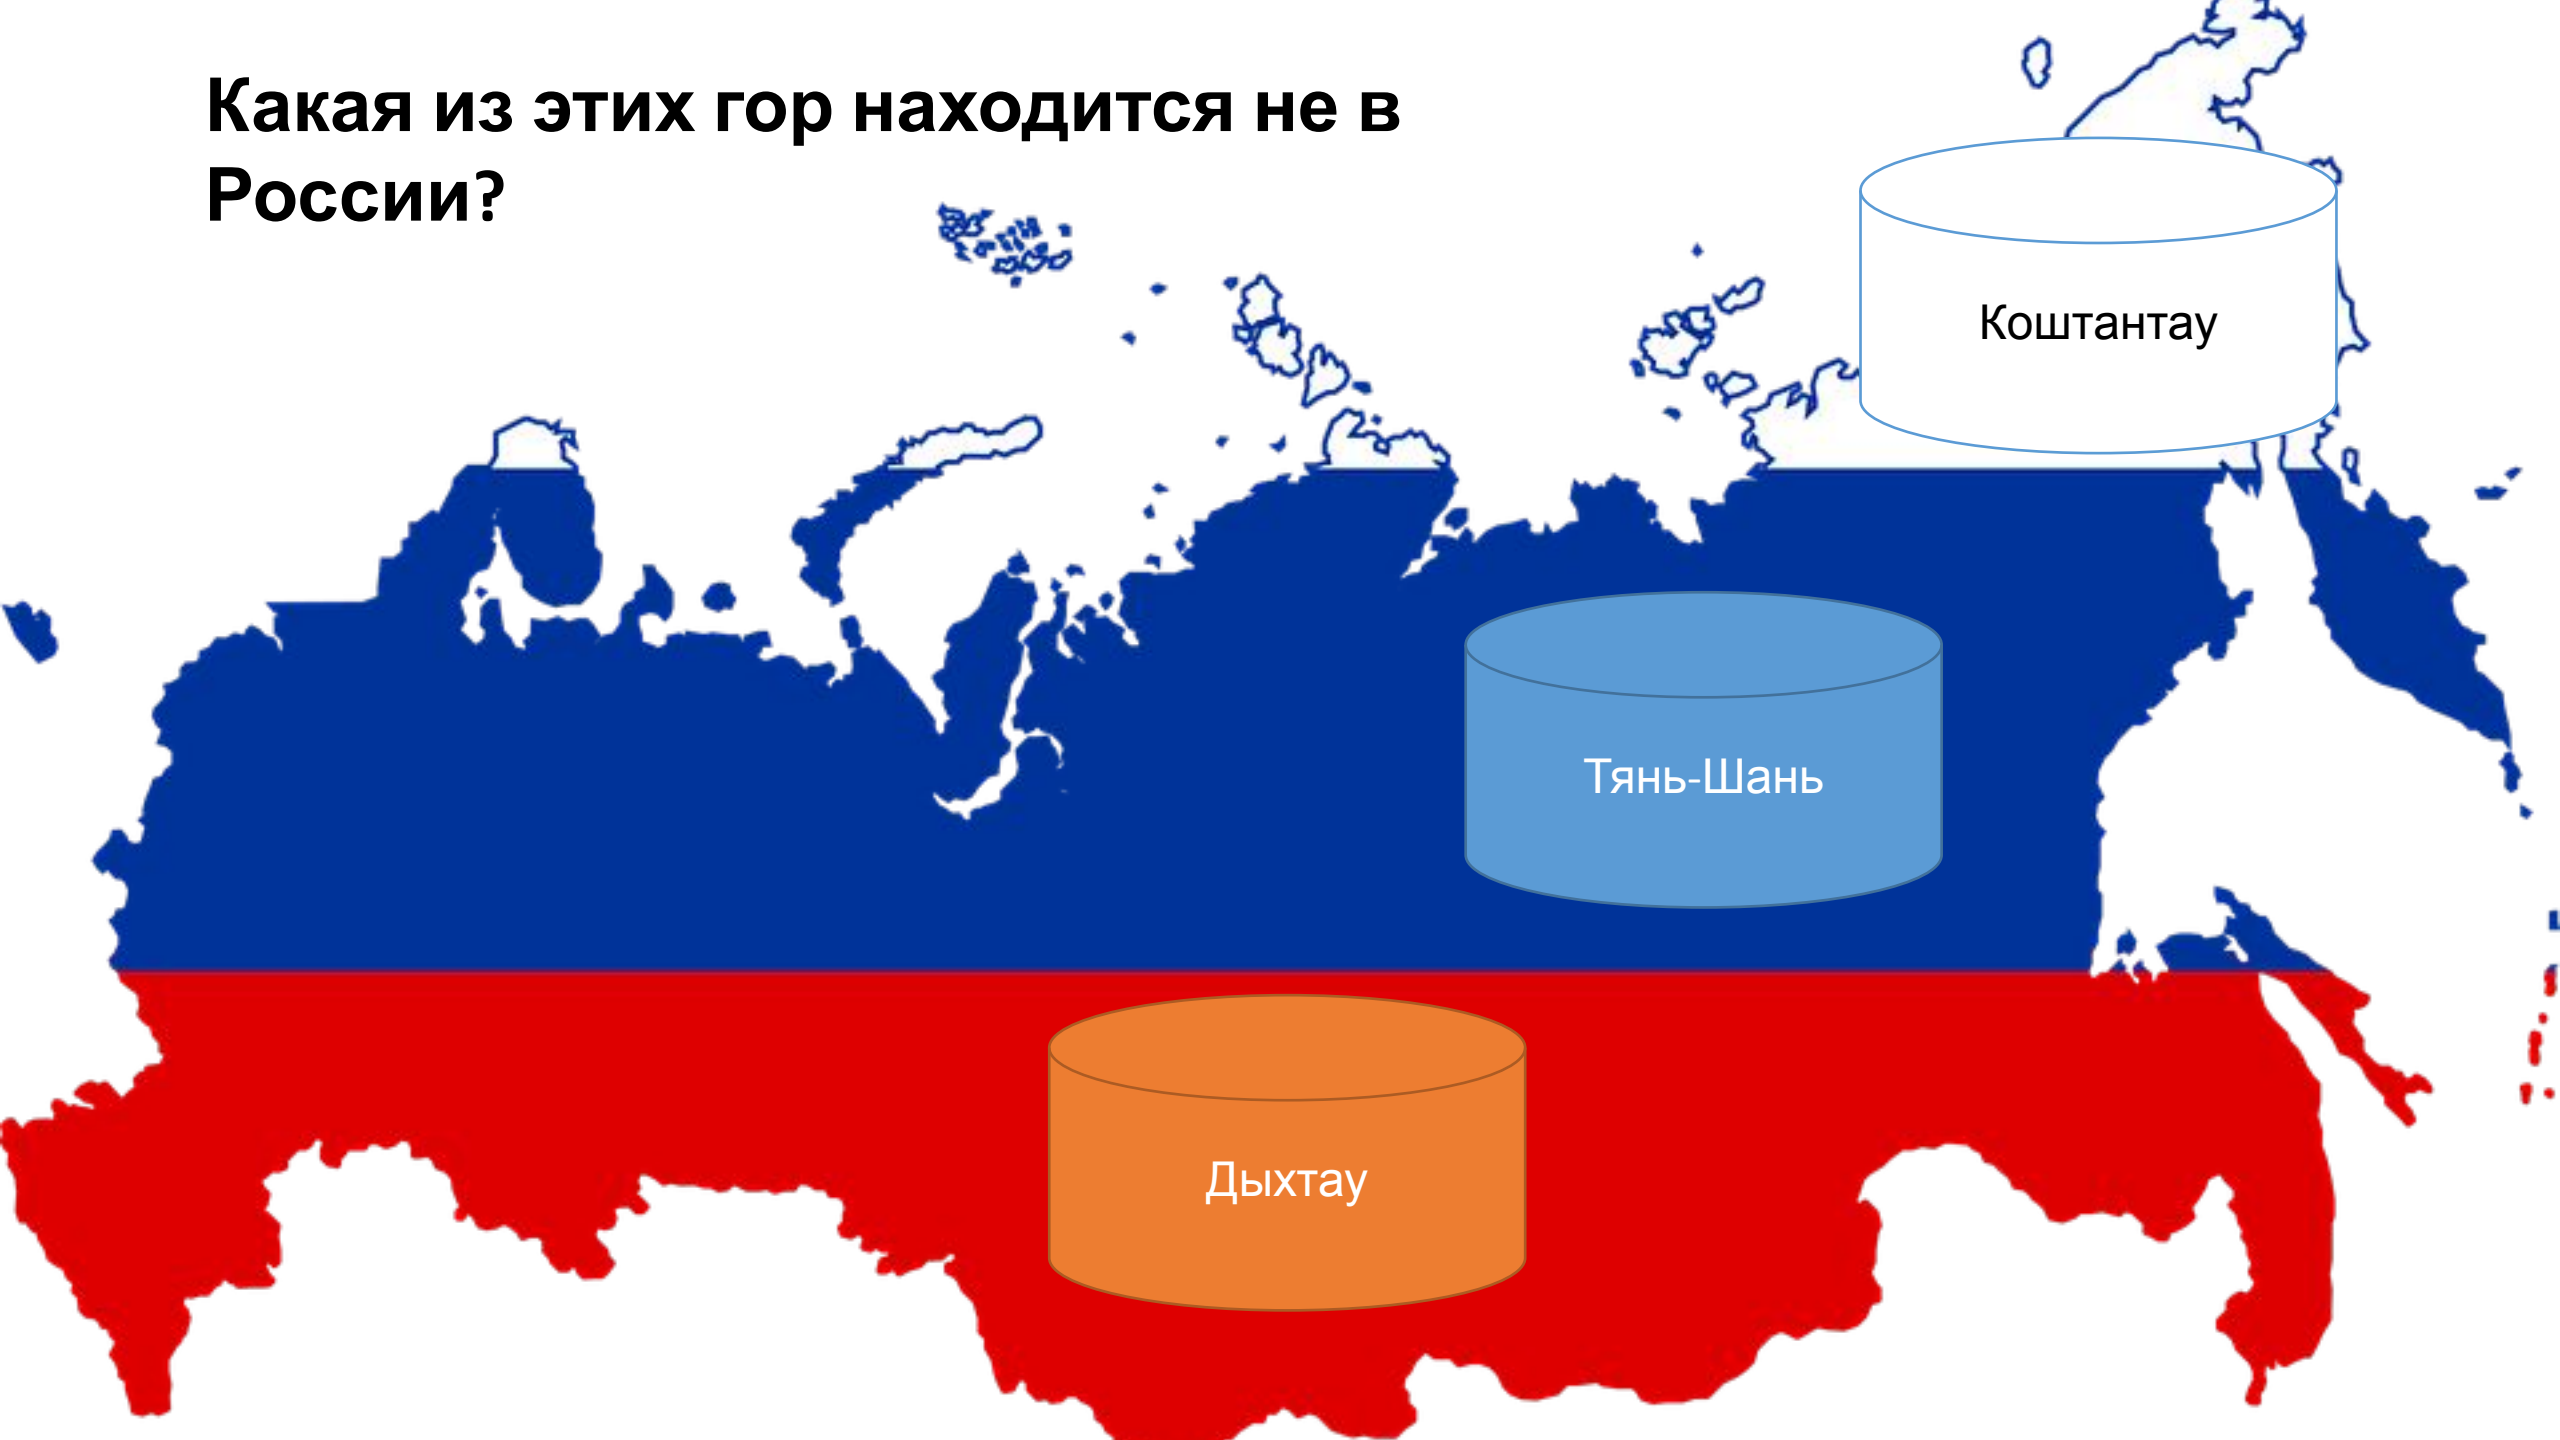 Какая из этих гор находится не в
России?
Коштантау
Тянь-Шань
Дыхтау